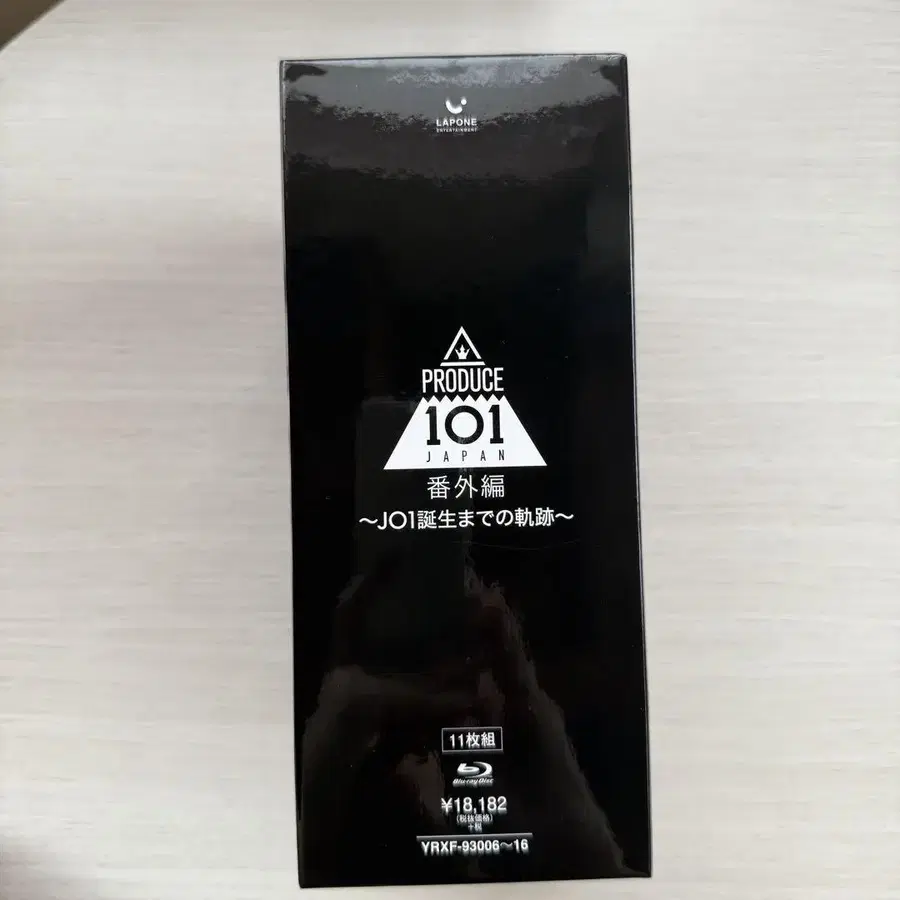 LAPONE
ENTERTAINMENT
PRODUCE
101
JAPAN
番外編
～JO1誕生までの軌跡～
11枚組
Blu-ray Disc
¥18,182
(税抜価格)
+税
YRXF-93006～16